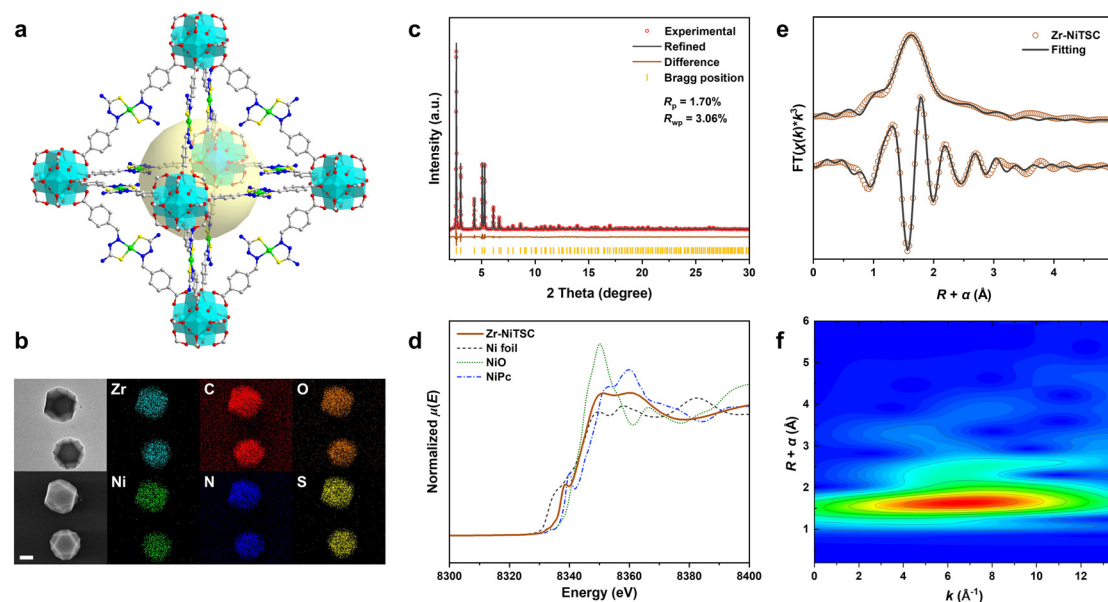 a
b
Zr
C
O
Ni
N
S
c
Experimental
Refined
Difference
Bragg position
Rp = 1.70%
Rwp = 3.06%
Intensity (a.u.)
5 10 15 20 25 30
2 Theta (degree)
d
Zr-NiTSC
Ni foil
NiO
NiPc
Normalized μ(E)
8300 8320 8340 8360 8380 8400
Energy (eV)
e
Zr-NiTSC
Fitting
FT(χ(k)*k³)
0 1 2 3 4 5
R + α (Å)
f
6
5
4
3
2
1
R + α (Å)
0 2 4 6 8 10 12
k (Å⁻¹)